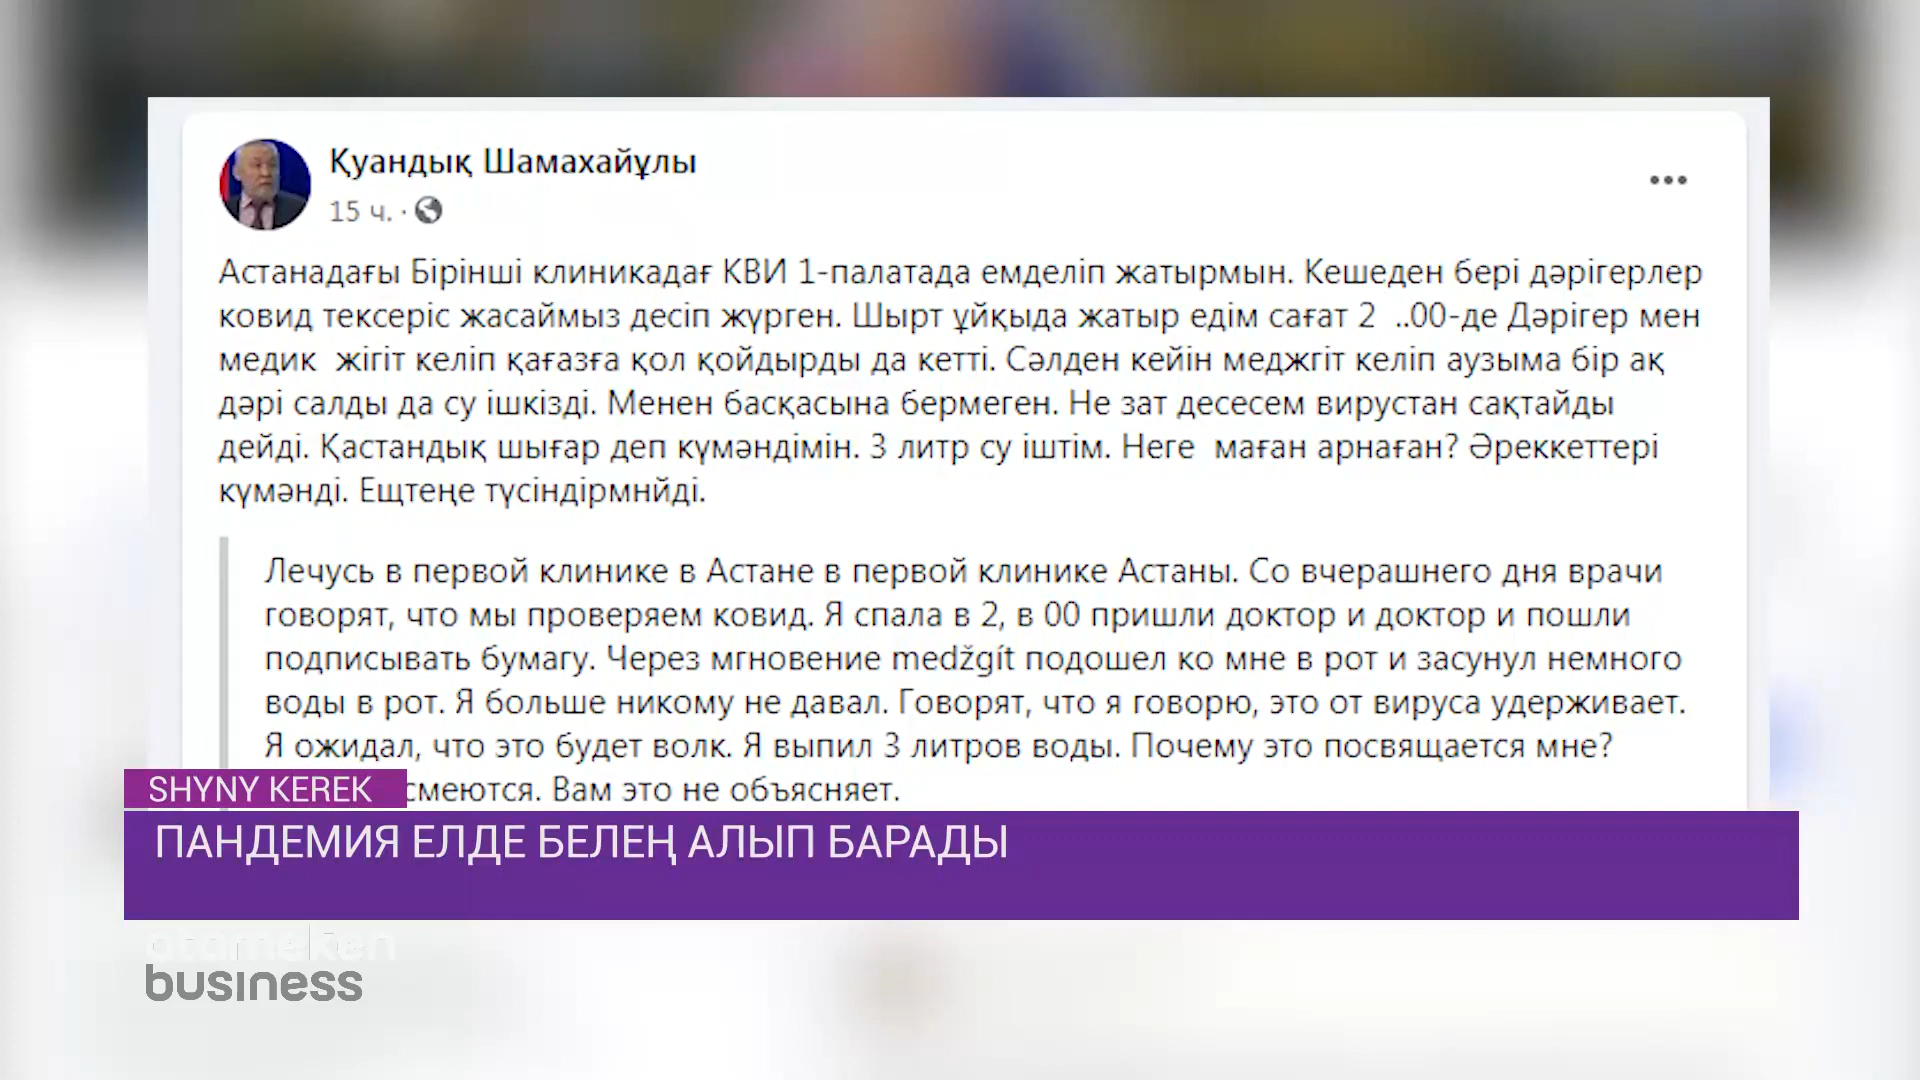 Қуандық Шамахайұлы
15 ч. ·
Астанадағы Бірінші клиникадағ КВИ 1-палатада емделіп жатырмын. Кешеден бері дәрігерлер
ковид тексеріс жасаймыз десіп жүрген. Шырт ұйқыда жатыр едім сағат 2 ..00-де Дәрігер мен
медик жігіт келіп қағазға қол қойдырды да кетті. Сәлден кейін меджгіт келіп аузыма бір ақ
дәрі салды да су ішкізді. Менен басқасына бермеген. Не зат десесем вирустан сақтайды
дейді. Қастандық шығар деп күмәндімін. 3 литр су іштім. Неге маған арнаған? Әреккеттері
күмәнді. Ещтеңе түсіндірмнйді.
Лечусь в первой клинике в Астане в первой клинике Астаны. Со вчерашнего дня врачи
говорят, что мы проверяем ковид. Я спала в 2, в 00 пришли доктор и доктор и пошли
подписывать бумагу. Через мгновение medžgít подошел ко мне в рот и засунул немного
воды в рот. Я больше никому не давал. Говорят, что я говорю, это от вируса удерживает.
Я ожидал, что это будет волк. Я выпил 3 литров воды. Почему это посвящается мне?
смеются. Вам это не объясняет.
SHYNY KEREK
ПАНДЕМИЯ ЕЛДЕ БЕЛЕҢ АЛЫП БАРАДЫ
atameken
business